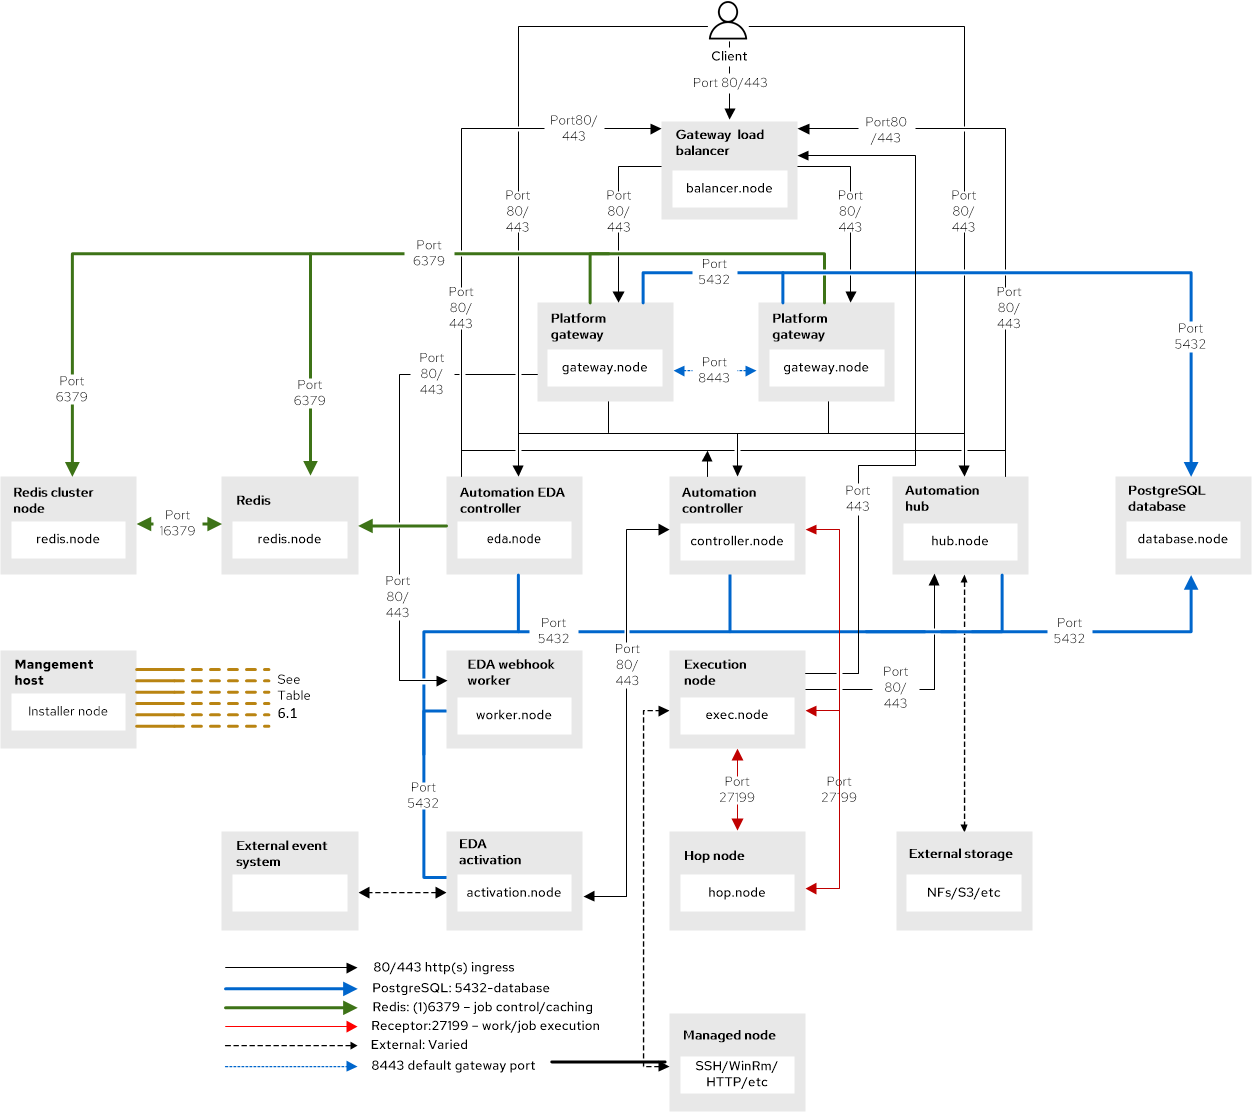 Client
Port 80/443
Port80/
443
Port80
/443
Gateway load
balancer
balancer.node
Port
80/
443
Port
80/
443
Port
80/
443
Port
80/
443
Port
6379
Port
5432
Port
80/
443
Port
80/
443
Platform
gateway
gateway.node
Platform
gateway
gateway.node
Port
5432
Port
80/
443
Port
8443
Port
6379
Port
6379
Redis cluster
node
redis.node
Port
16379
Redis
redis.node
Automation EDA
controller
eda.node
Automation
controller
controller.node
Port
443
Automation
hub
hub.node
PostgreSQL
database
database.node
Port
80/
443
Port
5432
Port
5432
Port
80/
443
Mangement
host
Installer node
See
Table
6.1
EDA webhook
worker
worker.node
Execution
node
exec.node
Port
80/
443
Port
5432
Port
27199
Port
27199
External event
system
EDA
activation
activation.node
Hop node
hop.node
External storage
NFs/S3/etc
80/443 http(s) ingress
PostgreSQL: 5432-database
Redis: (1)6379 – job control/caching
Receptor:27199 – work/job execution
External: Varied
8443 default gateway port
Managed node
SSH/WinRm/
HTTP/etc